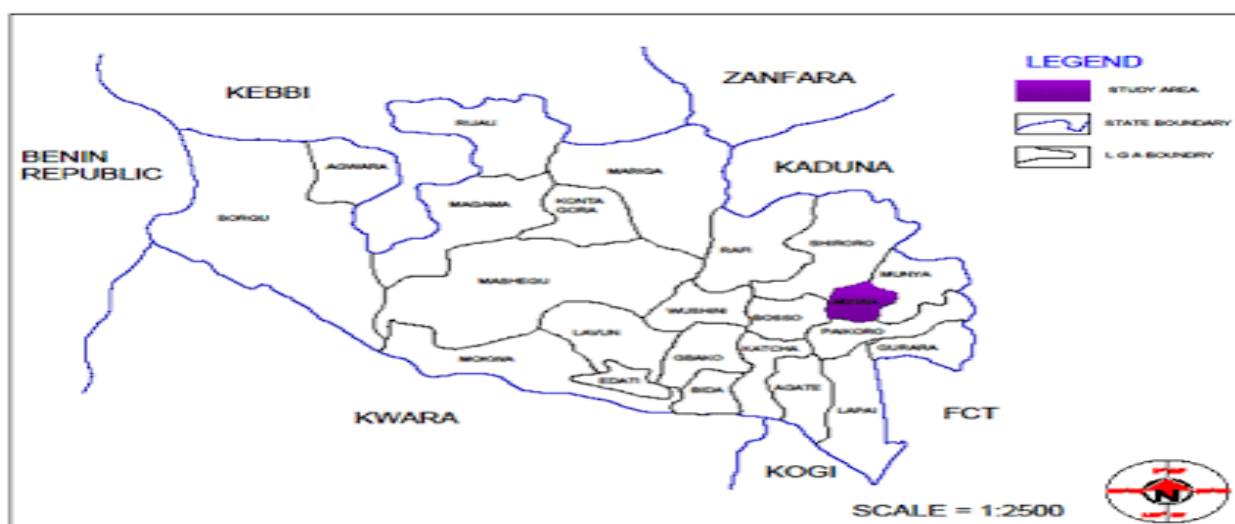 LEGEND
STUDY AREA
STATE BOUNDARY
L G A BOUNDRY
ZANFARA
KEBBI
BENIN
REPUBLIC
KADUNA
RIJAU
AGWARA
MARIGA
MAGAMA
KONTA
GORA
BORGU
RAFI
SHIRORO
MUNYA
MASHEGU
MINNA
WUSHISHI
BOSSO
PAIKORO
LAVUN
KATCHA
GURARA
MOKWA
GBAKO
EDATI
BIDA
AGATE
LAPAI
KWARA
FCT
KOGI
SCALE = 1:2500
N